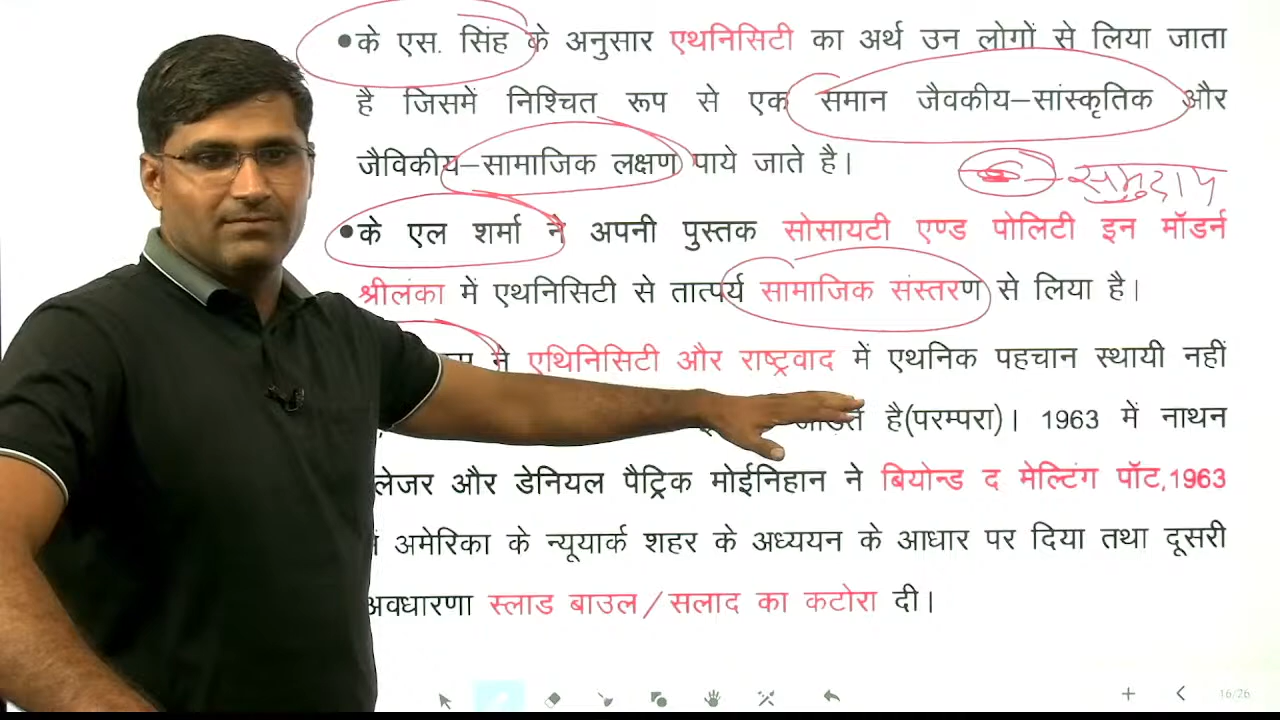 •के एस. सिंह के अनुसार एथनिसिटी का अर्थ उन लोगों से लिया जाता
है जिसमें निश्चित रूप से एक समान जैवकीय–सांस्कृतिक और
जैविकीय–सामाजिक लक्षण पाये जाते है।
समुदाय
•के एल शर्मा ने अपनी पुस्तक सोसायटी एण्ड पोलिटी इन मॉडर्न
श्रीलंका में एथनिसिटी से तात्पर्य सामाजिक संस्तरण से लिया है।
ने एथिनिसिटी और राष्ट्रवाद में एथनिक पहचान स्थायी नहीं
है(परम्परा)। 1963 में नाथन
लेजर और डेनियल पैट्रिक मोईनिहान ने बियोन्ड द मेल्टिंग पॉट,1963
अमेरिका के न्यूयार्क शहर के अध्ययन के आधार पर दिया तथा दूसरी
अवधारणा स्लाड बाउल/सलाद का कटोरा दी।
16/26